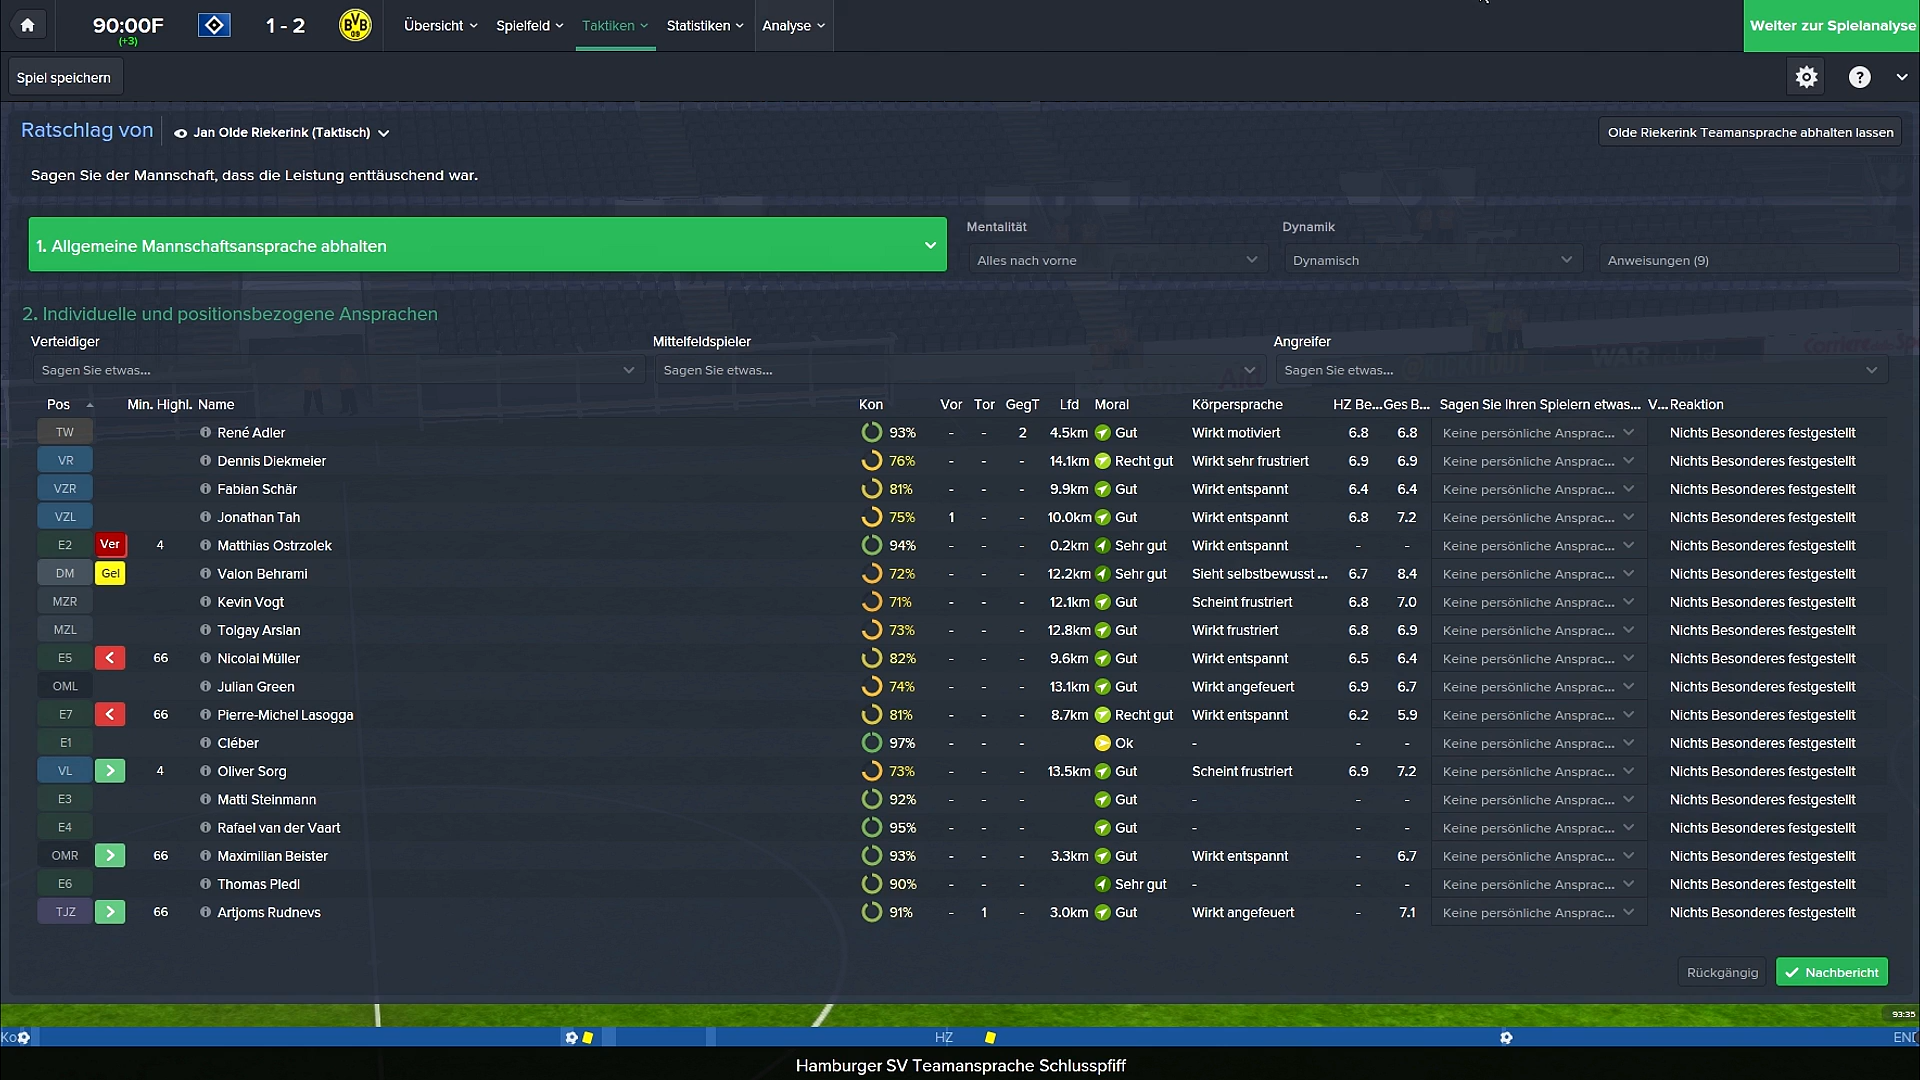 90:00F
(+3)
1 - 2
BVB
09
Übersicht
Spielfeld
Taktiken
Statistiken
Analyse
Weiter zur Spielanalyse
Spiel speichern
?
Ratschlag von
Jan Olde Riekerink (Taktisch)
Olde Riekerink Teamansprache abhalten lassen
Sagen Sie der Mannschaft, dass die Leistung enttäuschend war.
1. Allgemeine Mannschaftsansprache abhalten
Mentalität
Alles nach vorne
Dynamik
Dynamisch
Anweisungen (9)
2. Individuelle und positionsbezogene Ansprachen
Verteidiger Mittelfeldspieler Angreifer
Sagen Sie etwas... Sagen Sie etwas... Sagen Sie etwas...
Pos Min. Highl. Name Kon Vor Tor GegT Lfd Moral Körpersprache HZ Be... Ges B... Sagen Sie Ihren Spielern etwas... V... Reaktion
TW René Adler 93% - - 2 4.5km Gut Wirkt motiviert 6.8 6.8 Keine persönliche Ansprac... Nichts Besonderes festgestellt
VR Dennis Diekmeier 76% - - - 14.1km Recht gut Wirkt sehr frustriert 6.9 6.9 Keine persönliche Ansprac... Nichts Besonderes festgestellt
VZR Fabian Schär 81% - - - 9.9km Gut Wirkt entspannt 6.4 6.4 Keine persönliche Ansprac... Nichts Besonderes festgestellt
VZL Jonathan Tah 75% 1 - - 10.0km Gut Wirkt entspannt 6.8 7.2 Keine persönliche Ansprac... Nichts Besonderes festgestellt
E2 Ver 4 Matthias Ostrzolek 94% - - - 0.2km Sehr gut Wirkt entspannt - - Keine persönliche Ansprac... Nichts Besonderes festgestellt
DM Gel Valon Behrami 72% - - - 12.2km Sehr gut Sieht selbstbewusst ... 6.7 8.4 Keine persönliche Ansprac... Nichts Besonderes festgestellt
MZR Kevin Vogt 71% - - - 12.1km Gut Scheint frustriert 6.8 7.0 Keine persönliche Ansprac... Nichts Besonderes festgestellt
MZL Tolgay Arslan 73% - - - 12.8km Gut Wirkt frustriert 6.8 6.9 Keine persönliche Ansprac... Nichts Besonderes festgestellt
E5 66 Nicolai Müller 82% - - - 9.6km Gut Wirkt entspannt 6.5 6.4 Keine persönliche Ansprac... Nichts Besonderes festgestellt
OML Julian Green 74% - - - 13.1km Gut Wirkt angefeuert 6.9 6.7 Keine persönliche Ansprac... Nichts Besonderes festgestellt
E7 66 Pierre-Michel Lasogga 81% - - - 8.7km Recht gut Wirkt entspannt 6.2 5.9 Keine persönliche Ansprac... Nichts Besonderes festgestellt
E1 Cléber 97% - - - Ok - - - Keine persönliche Ansprac... Nichts Besonderes festgestellt
VL 4 Oliver Sorg 73% - - - 13.5km Gut Scheint frustriert 6.9 7.2 Keine persönliche Ansprac... Nichts Besonderes festgestellt
E3 Matti Steinmann 92% - - - Gut - - - Keine persönliche Ansprac... Nichts Besonderes festgestellt
E4 Rafael van der Vaart 95% - - - Gut - - - Keine persönliche Ansprac... Nichts Besonderes festgestellt
OMR 66 Maximilian Beister 93% - - - 3.3km Gut Wirkt entspannt - 6.7 Keine persönliche Ansprac... Nichts Besonderes festgestellt
E6 Thomas Pledl 90% - - - Sehr gut - - - Keine persönliche Ansprac... Nichts Besonderes festgestellt
TJZ 66 Artjoms Rudnevs 91% - 1 - 3.0km Gut Wirkt angefeuert - 7.1 Keine persönliche Ansprac... Nichts Besonderes festgestellt
Rückgängig
Nachbericht
93:35
HZ
Hamburger SV Teamansprache Schlusspfiff